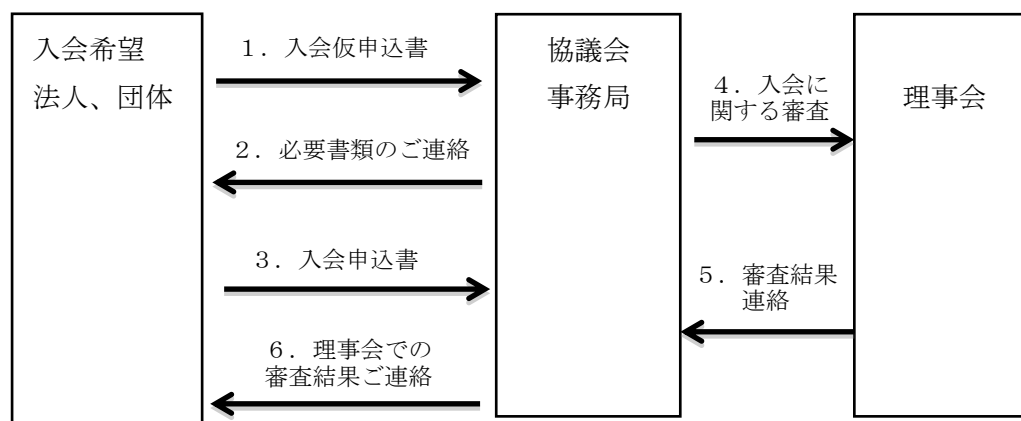 入会希望
法人、団体
１．入会仮申込書
２．必要書類のご連絡
３．入会申込書
６．理事会での
審査結果ご連絡
協議会
事務局
４．入会に
関する審査
５．審査結果
連絡
理事会